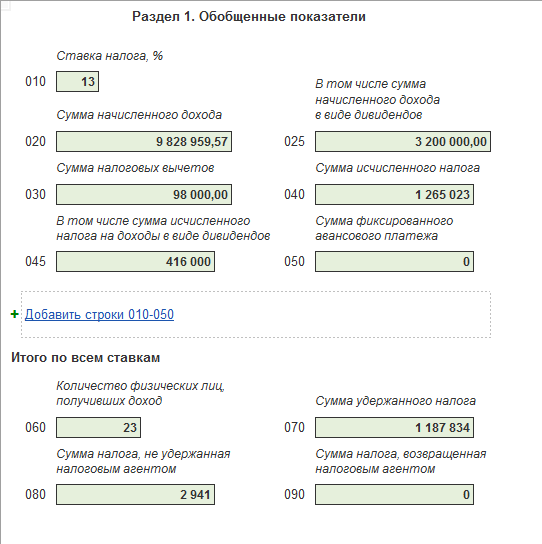 Раздел 1. Обобщенные показатели
Ставка налога, %
010 13
В том числе сумма
начисленного дохода
в виде дивидендов
Сумма начисленного дохода
020 9 828 959,57 025 3 200 000,00
Сумма налоговых вычетов Сумма исчисленного налога
030 98 000,00 040 1 265 023
В том числе сумма исчисленного Сумма фиксированного
налога на доходы в виде дивидендов авансового платежа
045 416 000 050 0
+ Добавить строки 010-050
Итого по всем ставкам
Количество физических лиц,
получивших доход Сумма удержанного налога
060 23 070 1 187 834
Сумма налога, не удержанная Сумма налога, возвращенная
налоговым агентом налоговым агентом
080 2 941 090 0